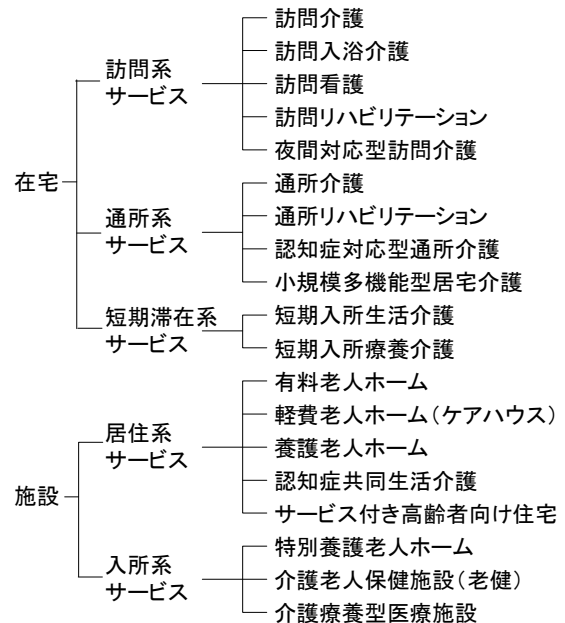 在宅
訪問系
サービス
訪問介護
訪問入浴介護
訪問看護
訪問リハビリテーション
夜間対応型訪問介護
通所系
サービス
通所介護
通所リハビリテーション
認知症対応型通所介護
小規模多機能型居宅介護
短期滞在系
サービス
短期入所生活介護
短期入所療養介護
施設
居住系
サービス
有料老人ホーム
軽費老人ホーム（ケアハウス）
養護老人ホーム
認知症共同生活介護
サービス付き高齢者向け住宅
入所系
サービス
特別養護老人ホーム
介護老人保健施設（老健）
介護療養型医療施設